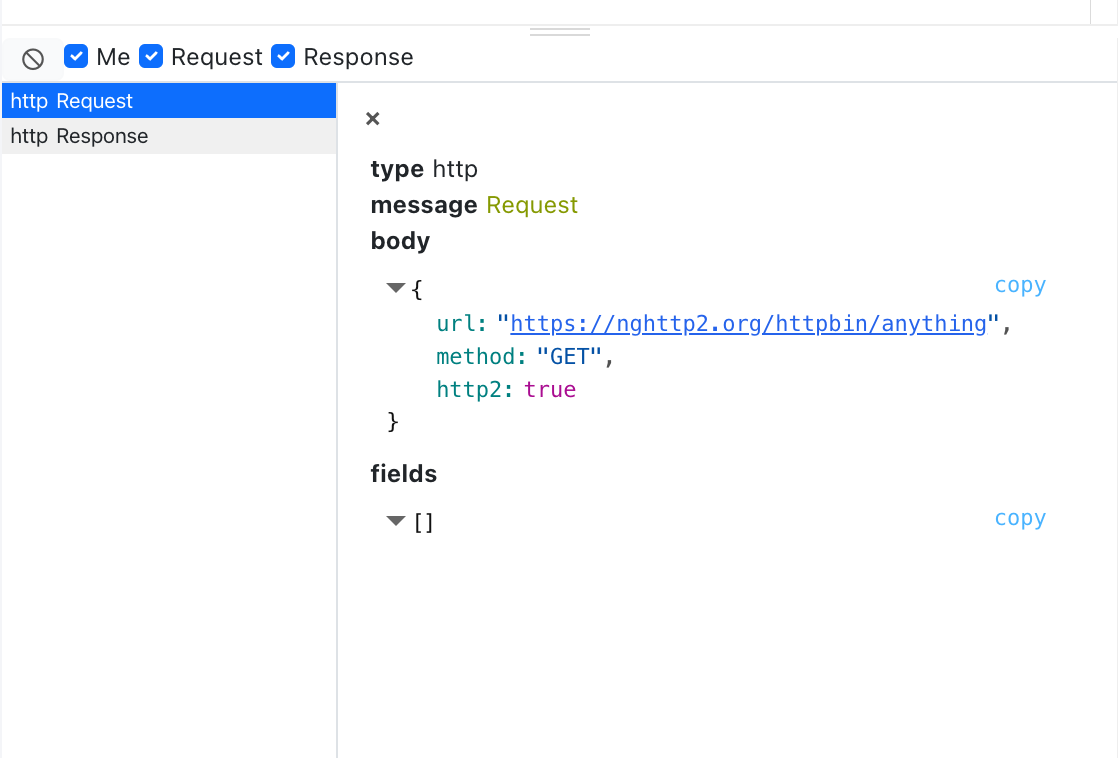 Me Request Response
http Request
http Response
×
type http
message Request
body
{
copy
url: "https://nghttp2.org/httpbin/anything",
method: "GET",
http2: true
}
fields
[]
copy